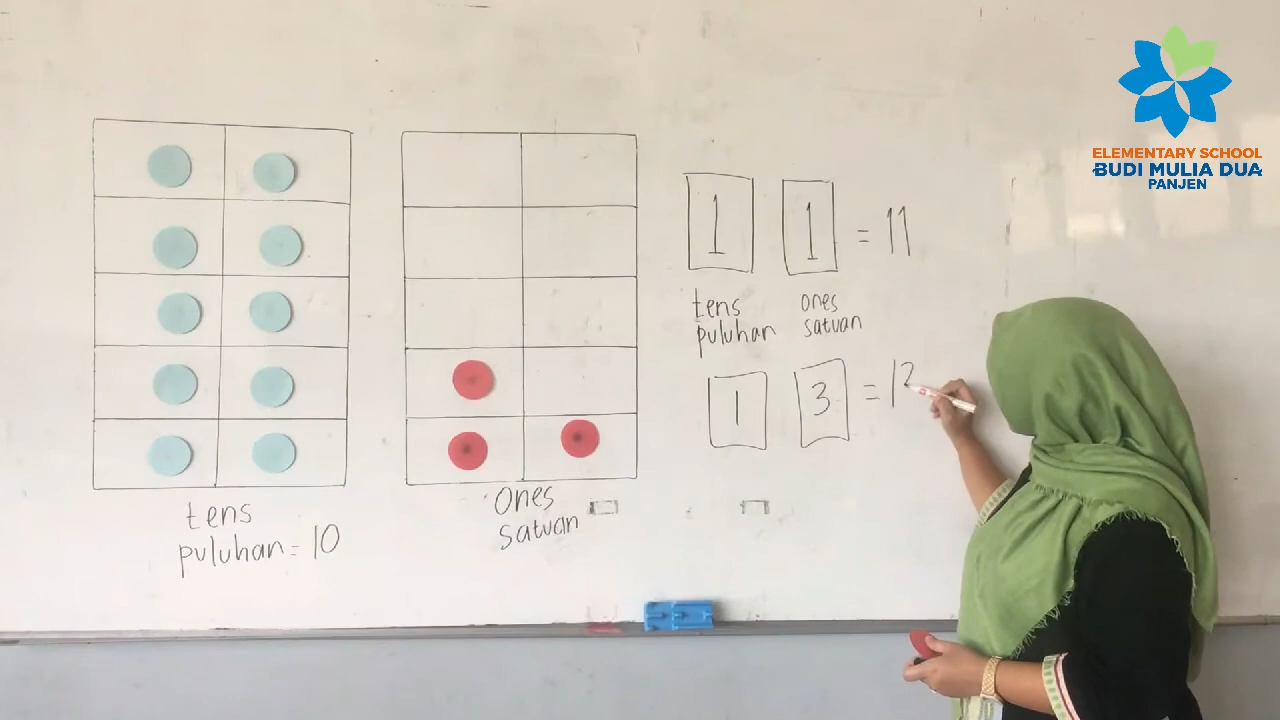 ELEMENTARY SCHOOL
BUDI MULIA DUA
PANJEN
1 1 = 11
tens ones
puluhan satuan
1 3 = 1
tens
puluhan = 10
Ones
satuan